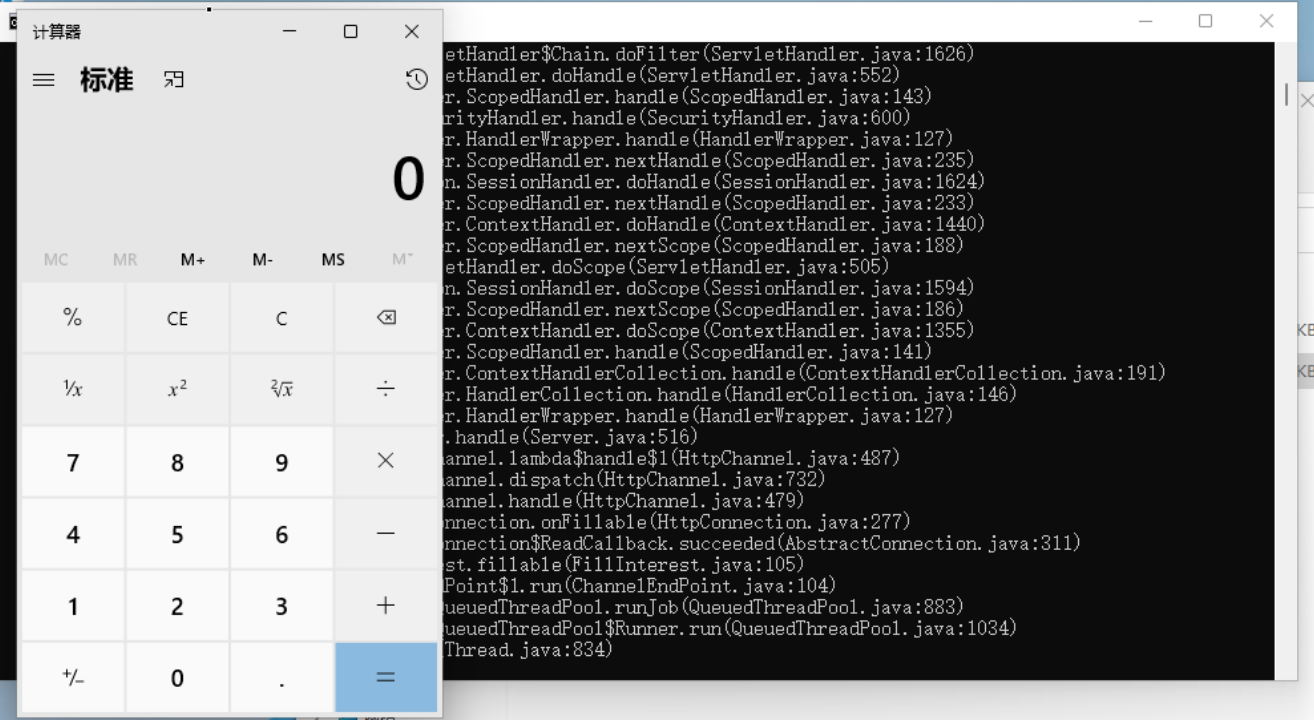 计算器
标准
0
MC MR M+ M- MS M˅
% CE C
¹⁄x x² ²√x ÷
7 8 9 ×
4 5 6 −
1 2 3 +
+/− 0 . =
etHandler$Chain.doFilter(ServletHandler.java:1626)
etHandler.doHandle(ServletHandler.java:552)
r.ScopedHandler.handle(ScopedHandler.java:143)
rityHandler.handle(SecurityHandler.java:600)
r.HandlerWrapper.handle(HandlerWrapper.java:127)
r.ScopedHandler.nextHandle(ScopedHandler.java:235)
n.SessionHandler.doHandle(SessionHandler.java:1624)
r.ScopedHandler.nextHandle(ScopedHandler.java:233)
r.ContextHandler.doHandle(ContextHandler.java:1440)
r.ScopedHandler.nextScope(ScopedHandler.java:188)
etHandler.doScope(ServletHandler.java:505)
n.SessionHandler.doScope(SessionHandler.java:1594)
r.ScopedHandler.nextScope(ScopedHandler.java:186)
r.ContextHandler.doScope(ContextHandler.java:1355)
r.ScopedHandler.handle(ScopedHandler.java:141)
r.ContextHandlerCollection.handle(ContextHandlerCollection.java:191)
r.HandlerCollection.handle(HandlerCollection.java:146)
r.HandlerWrapper.handle(HandlerWrapper.java:127)
.handle(Server.java:516)
annel.lambda$handle$1(HttpChannel.java:487)
annel.dispatch(HttpChannel.java:732)
annel.handle(HttpChannel.java:479)
nnection.onFillable(HttpConnection.java:277)
nnection$ReadCallback.succeeded(AbstractConnection.java:311)
st.fillable(FillInterest.java:105)
Point$1.run(ChannelEndPoint.java:104)
ueuedThreadPool.runJob(QueuedThreadPool.java:883)
ueuedThreadPool$Runner.run(QueuedThreadPool.java:1034)
Thread.java:834)
KB
KB